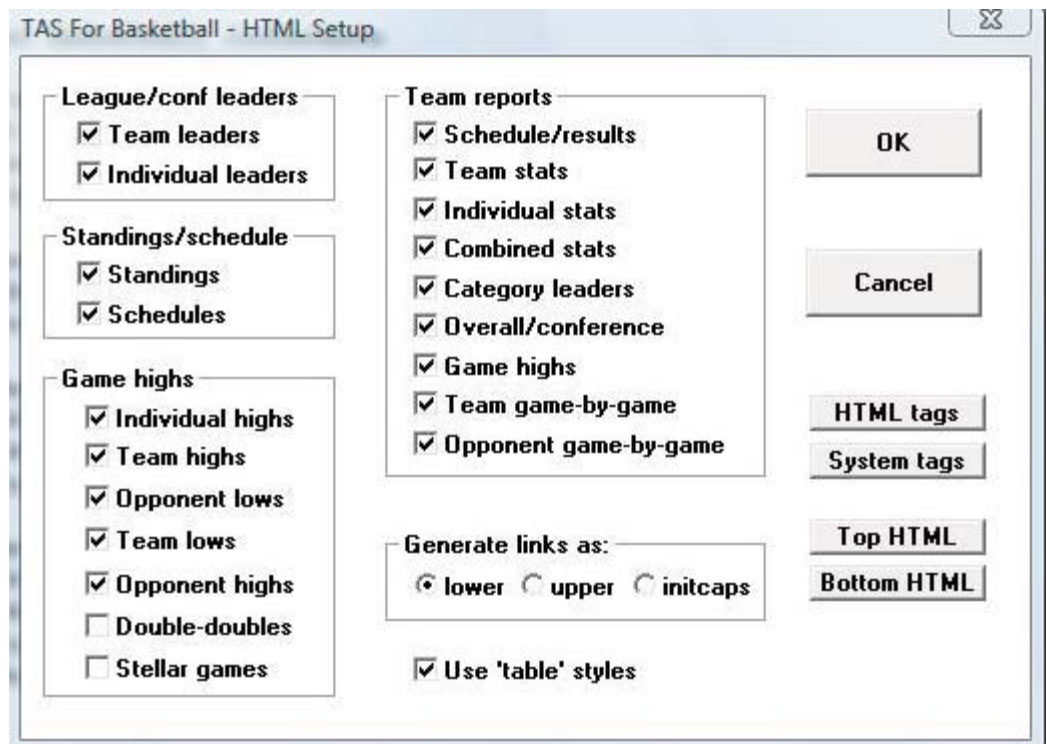 TAS For Basketball - HTML Setup
League/conf leaders
Team leaders
Individual leaders
Standings/schedule
Standings
Schedules
Game highs
Individual highs
Team highs
Opponent lows
Team lows
Opponent highs
Double-doubles
Stellar games
Team reports
Schedule/results
Team stats
Individual stats
Combined stats
Category leaders
Overall/conference
Game highs
Team game-by-game
Opponent game-by-game
Generate links as:
lower upper initcaps
Use 'table' styles
OK
Cancel
HTML tags
System tags
Top HTML
Bottom HTML